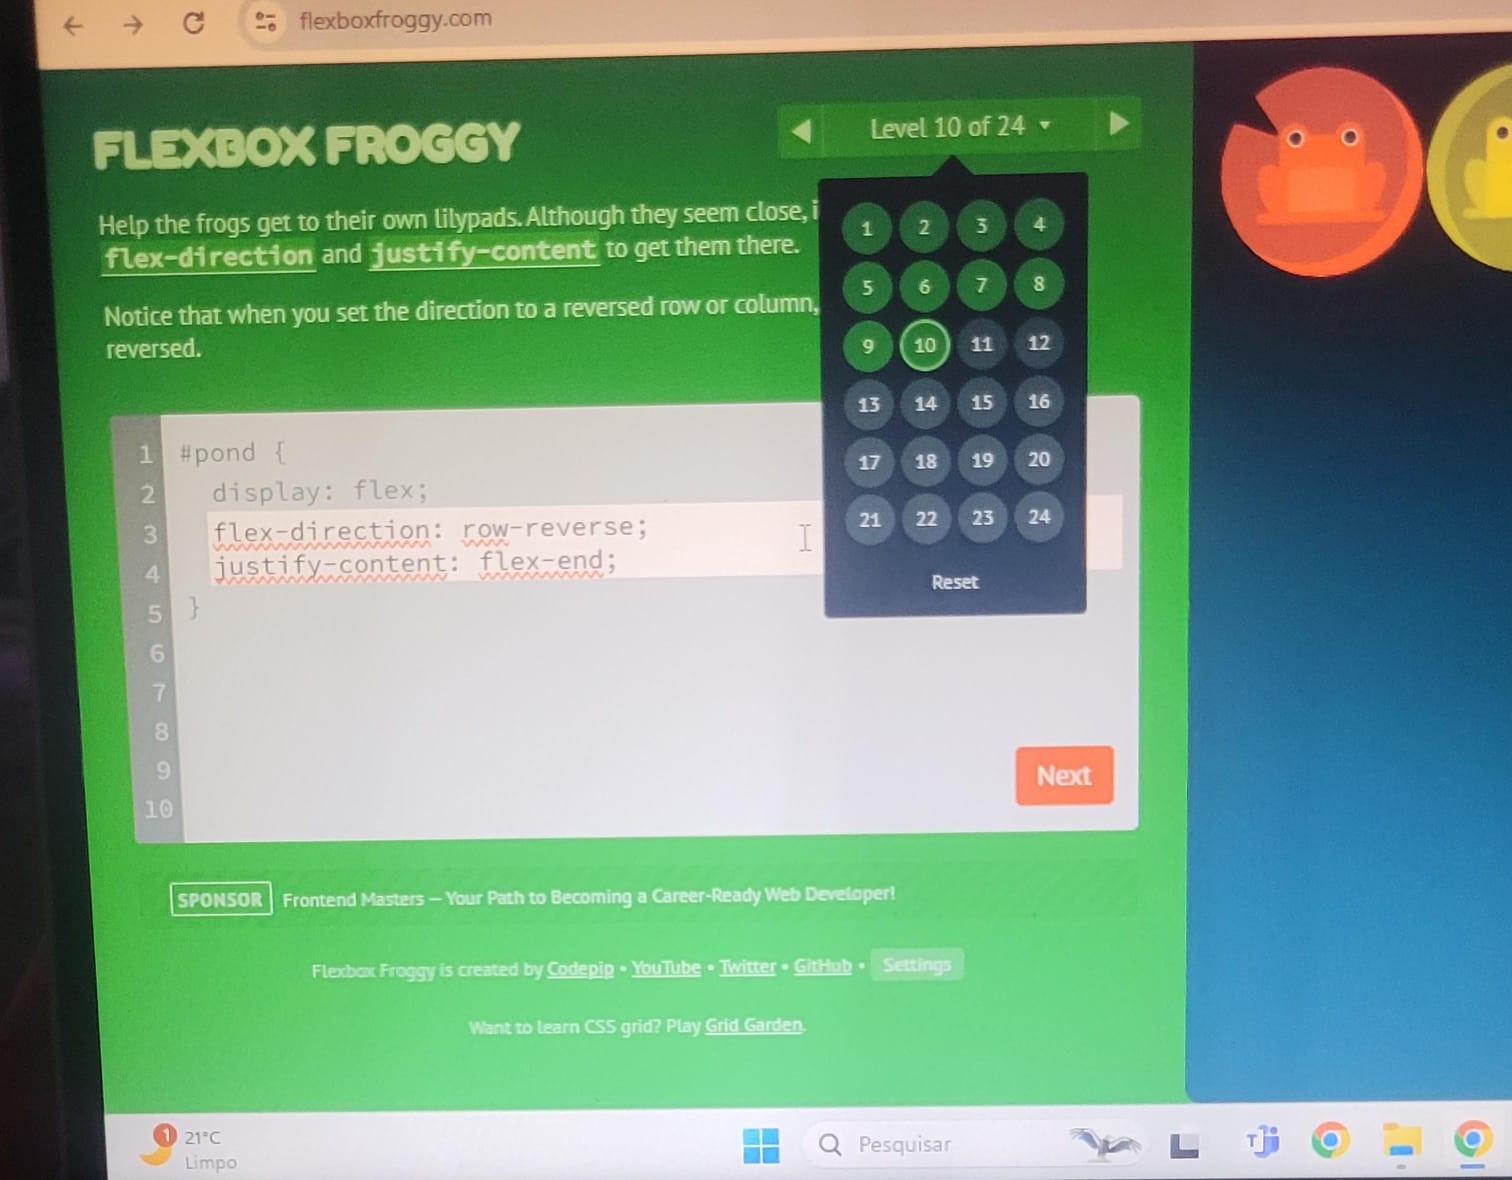 flexboxfroggy.com
FLEXBOX FROGGY
Level 10 of 24
Help the frogs get to their own lilypads. Although they seem close, i
flex-direction and justify-content to get them there.
Notice that when you set the direction to a reversed row or column,
reversed.
1 2 3 4
5 6 7 8
9 10 11 12
13 14 15 16
17 18 19 20
21 22 23 24
Reset
1 #pond {
2 display: flex;
3 flex-direction: row-reverse;
4 justify-content: flex-end;
5 }
6
7
8
9
10
Next
SPONSOR Frontend Masters — Your Path to Becoming a Career-Ready Web Developer!
Flexbox Froggy is created by Codepip • YouTube • Twitter • GitHub • Settings
Want to learn CSS grid? Play Grid Garden.
1 21°C
Limpo
Pesquisar